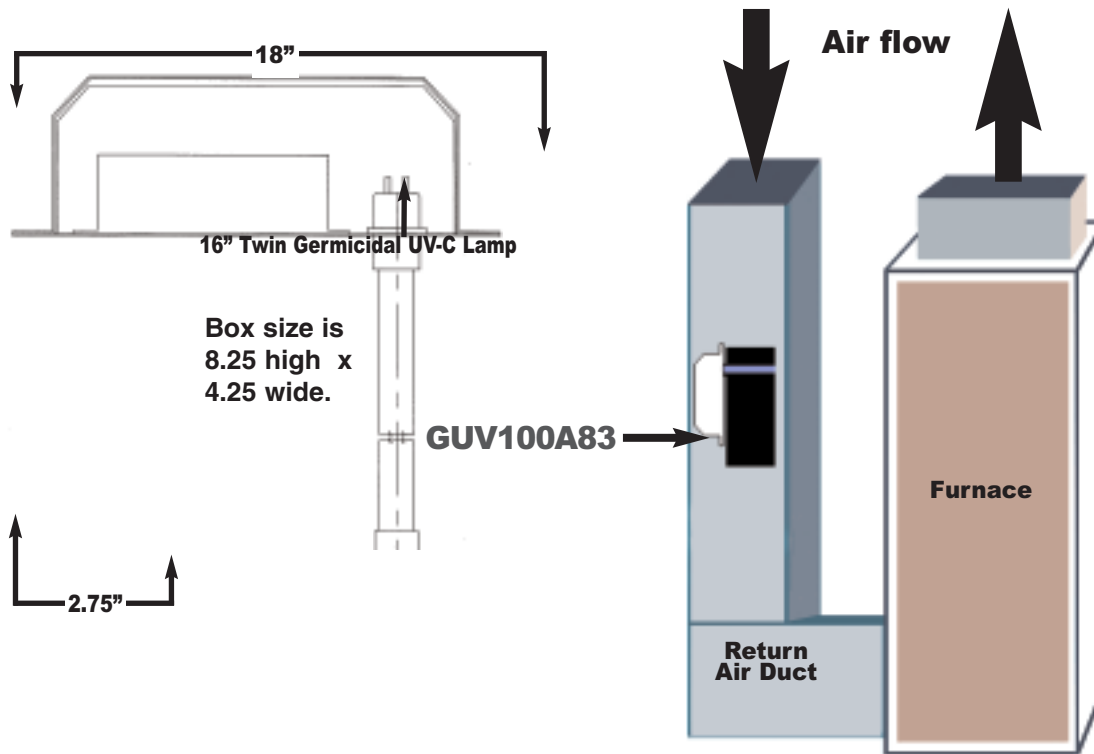 18”
Air flow
16” Twin Germicidal UV-C Lamp
Box size is
8.25 high x
4.25 wide.
GUV100A83
Furnace
2.75”
Return
Air Duct